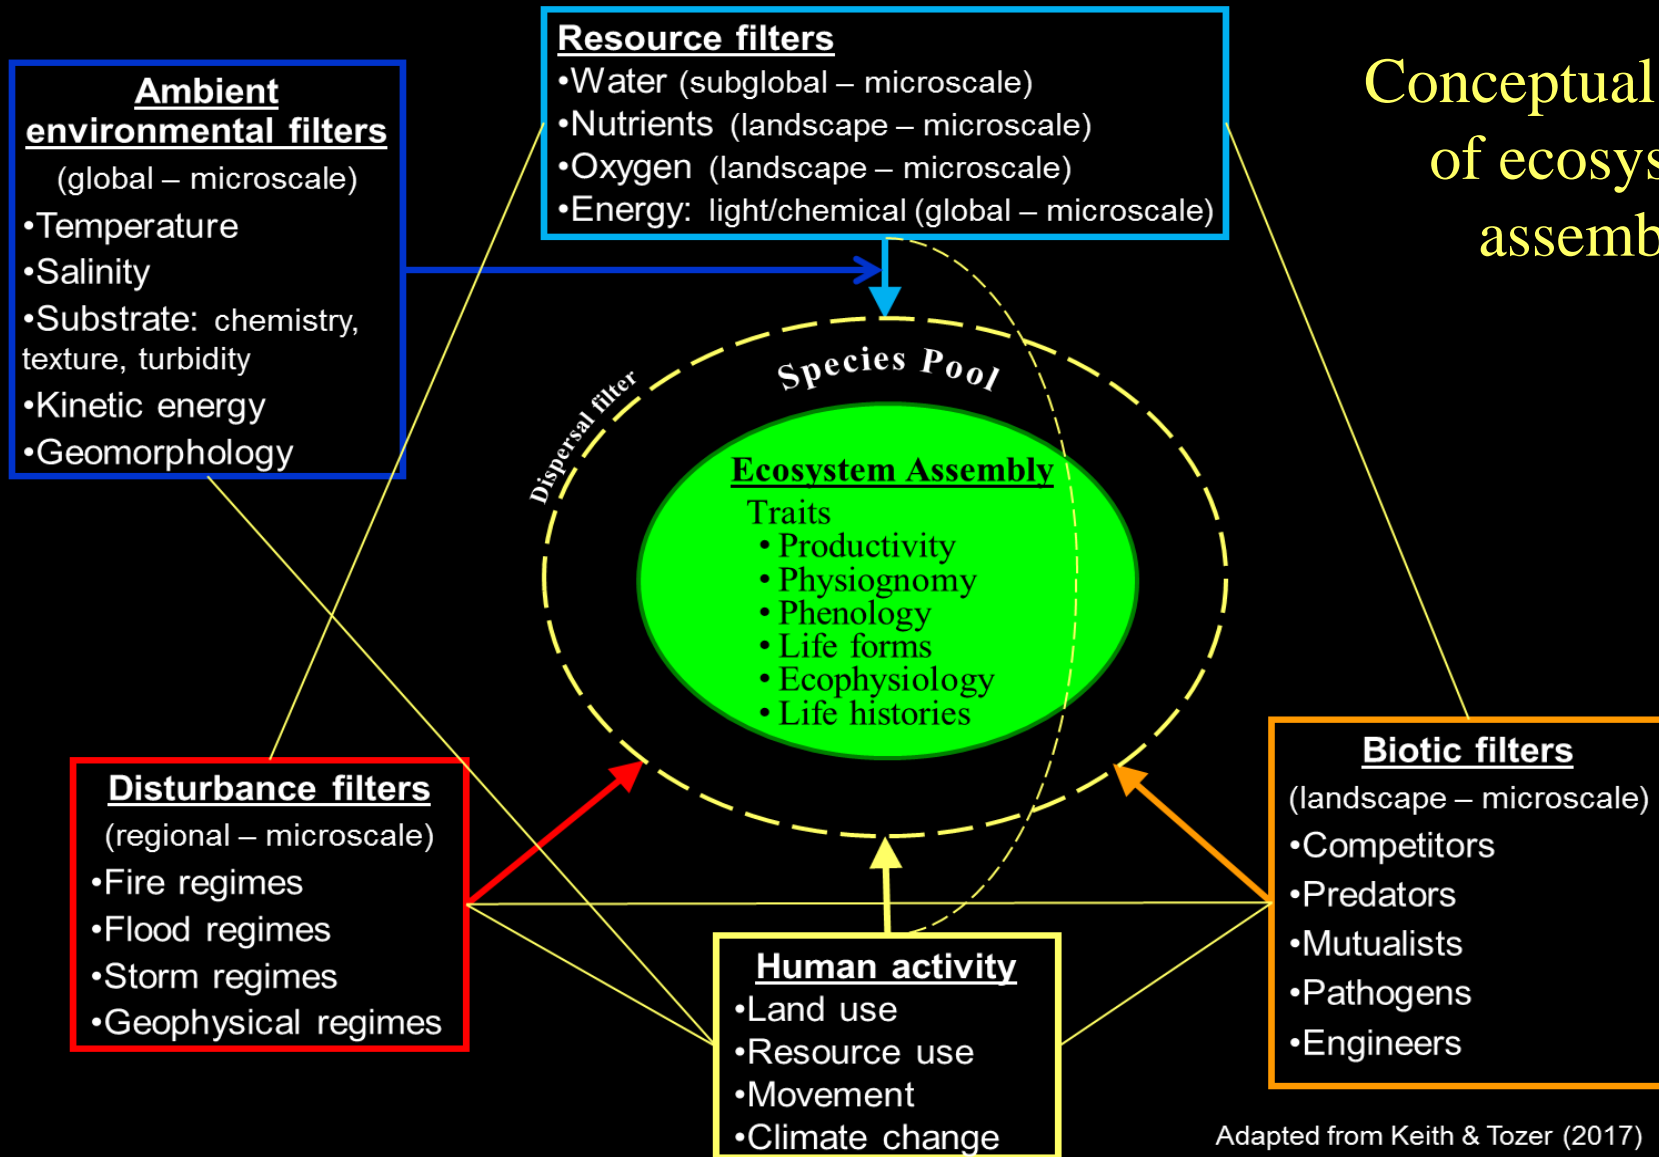 Resource filters
•Water (subglobal – microscale)
•Nutrients (landscape – microscale)
•Oxygen (landscape – microscale)
•Energy: light/chemical (global – microscale)
Conceptual
of ecosys
assemb
Ambient
environmental filters
(global – microscale)
•Temperature
•Salinity
•Substrate: chemistry,
texture, turbidity
•Kinetic energy
•Geomorphology
Species Pool
Dispersal filter
Ecosystem Assembly
Traits
• Productivity
• Physiognomy
• Phenology
• Life forms
• Ecophysiology
• Life histories
Disturbance filters
(regional – microscale)
•Fire regimes
•Flood regimes
•Storm regimes
•Geophysical regimes
Human activity
•Land use
•Resource use
•Movement
•Climate change
Biotic filters
(landscape – microscale)
•Competitors
•Predators
•Mutualists
•Pathogens
•Engineers
Adapted from Keith & Tozer (2017)